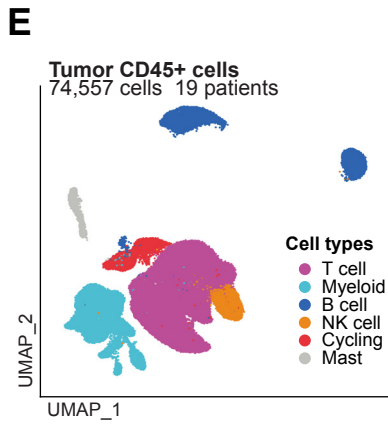 E
Tumor CD45+ cells
74,557 cells 19 patients
Cell types
T cell
Myeloid
B cell
NK cell
Cycling
Mast
UMAP_2
UMAP_1